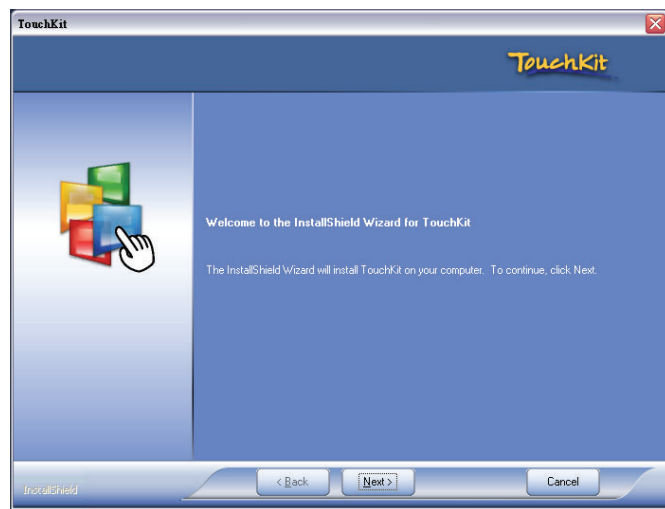 TouchKit
TouchKit
Welcome to the InstallShield Wizard for TouchKit
The InstallShield Wizard will install TouchKit on your computer. To continue, click Next.
InstallShield
< Back
Next >
Cancel